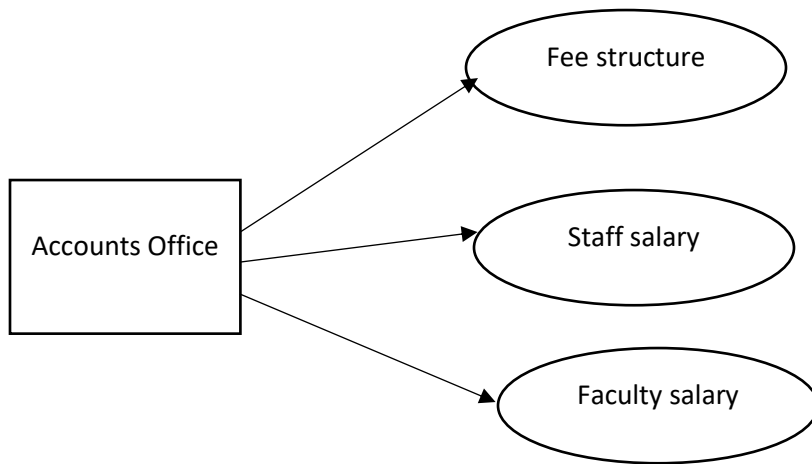 Fee structure
Accounts Office
Staff salary
Faculty salary